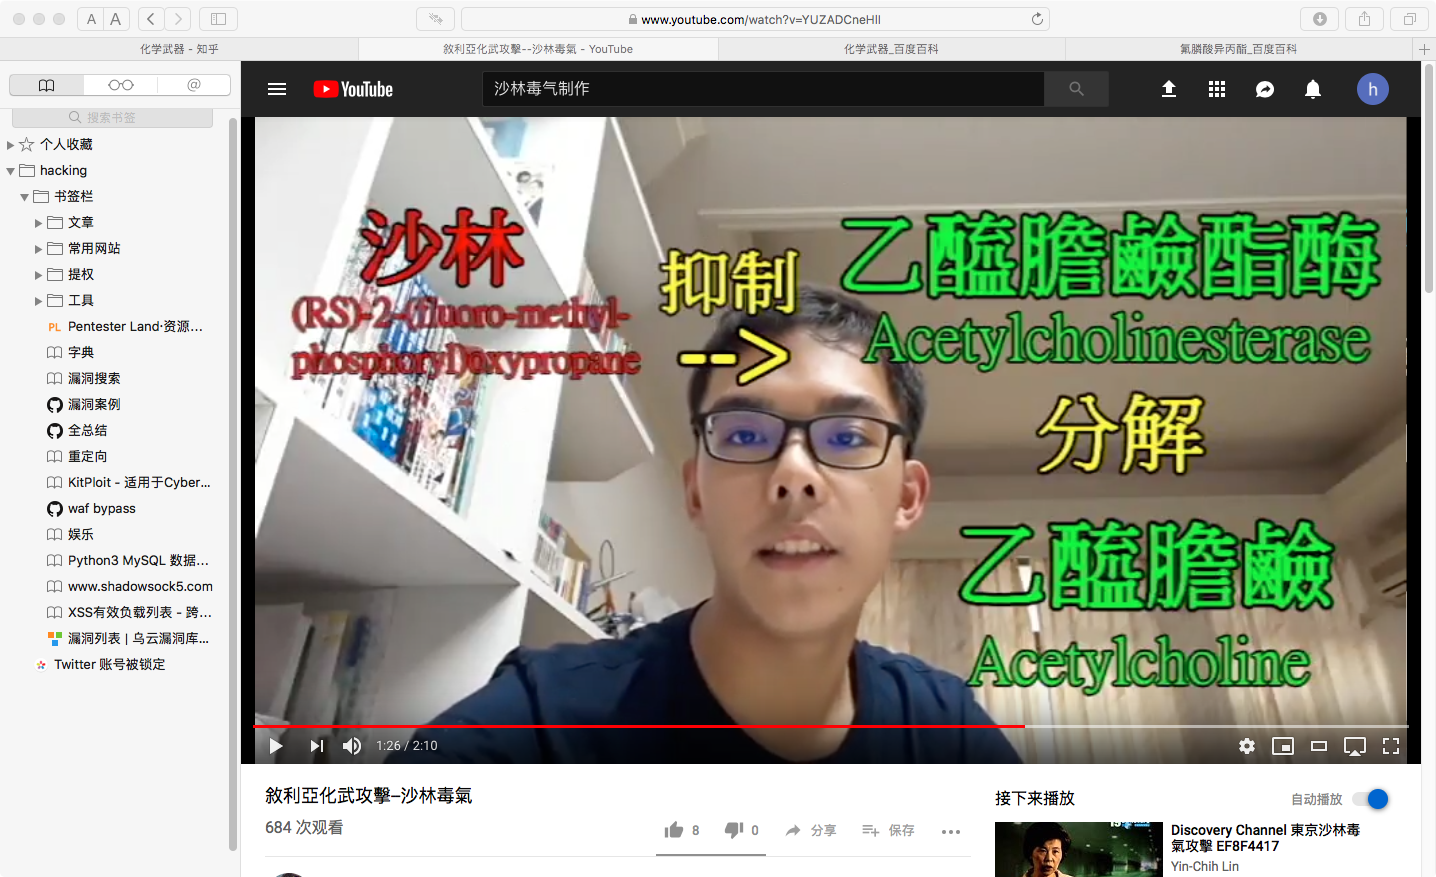 A A
www.youtube.com/watch?v=YUZADCneHlI
化学武器 - 知乎
敘利亞化武攻擊--沙林毒氣 - YouTube
化学武器_百度百科
氟膦酸异丙酯_百度百科
@
搜索书签
个人收藏
hacking
书签栏
文章
常用网站
提权
工具
PL Pentester Land·资源...
字典
漏洞搜索
漏洞案例
全总结
重定向
KitPloit - 适用于Cyber...
waf bypass
娱乐
Python3 MySQL 数据...
www.shadowsock5.com
XSS有效负载列表 - 跨...
漏洞列表 | 乌云漏洞库...
Twitter 账号被锁定
YouTube
沙林毒气制作
h
沙林
(RS)-2-(fluoro-methyl-
phosphoryl)oxypropane
抑制
-->
乙醯膽鹼酯酶
Acetylcholinesterase
分解
乙醯膽鹼
Acetylcholine
1:26 / 2:10
敘利亞化武攻擊–沙林毒氣
684 次观看
8
0
分享
保存
接下来播放
自动播放
Discovery Channel 東京沙林毒
氣攻擊 EF8F4417
Yin-Chih Lin